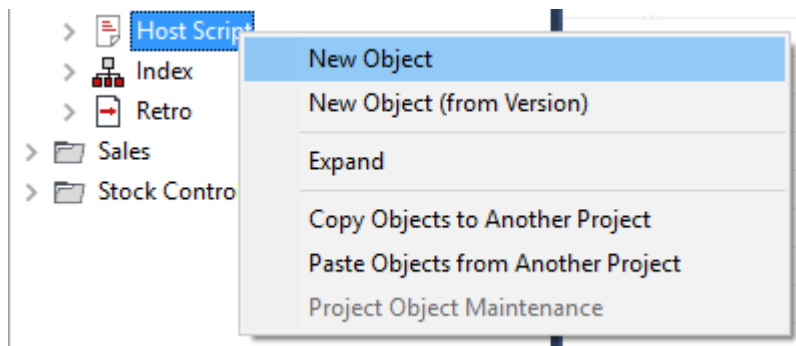 Host Script
Index
Retro
Sales
Stock Contro
New Object
New Object (from Version)
Expand
Copy Objects to Another Project
Paste Objects from Another Project
Project Object Maintenance